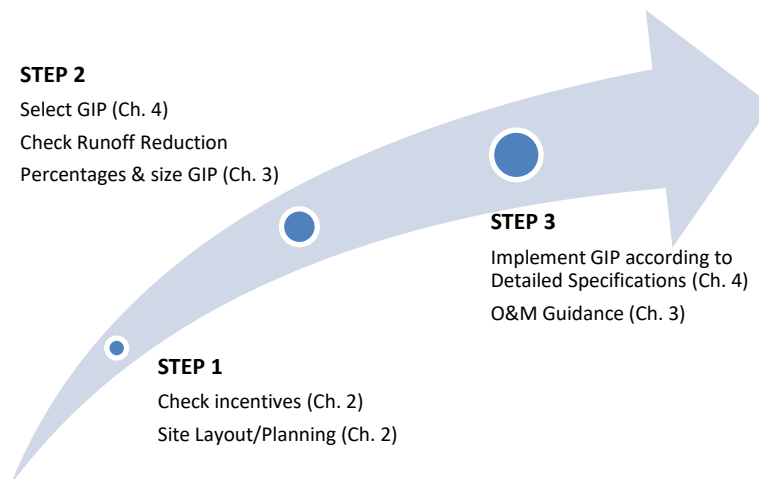 STEP 2
Select GIP (Ch. 4)
Check Runoff Reduction
Percentages & size GIP (Ch. 3)
STEP 3
Implement GIP according to
Detailed Specifications (Ch. 4)
O&M Guidance (Ch. 3)
STEP 1
Check incentives (Ch. 2)
Site Layout/Planning (Ch. 2)